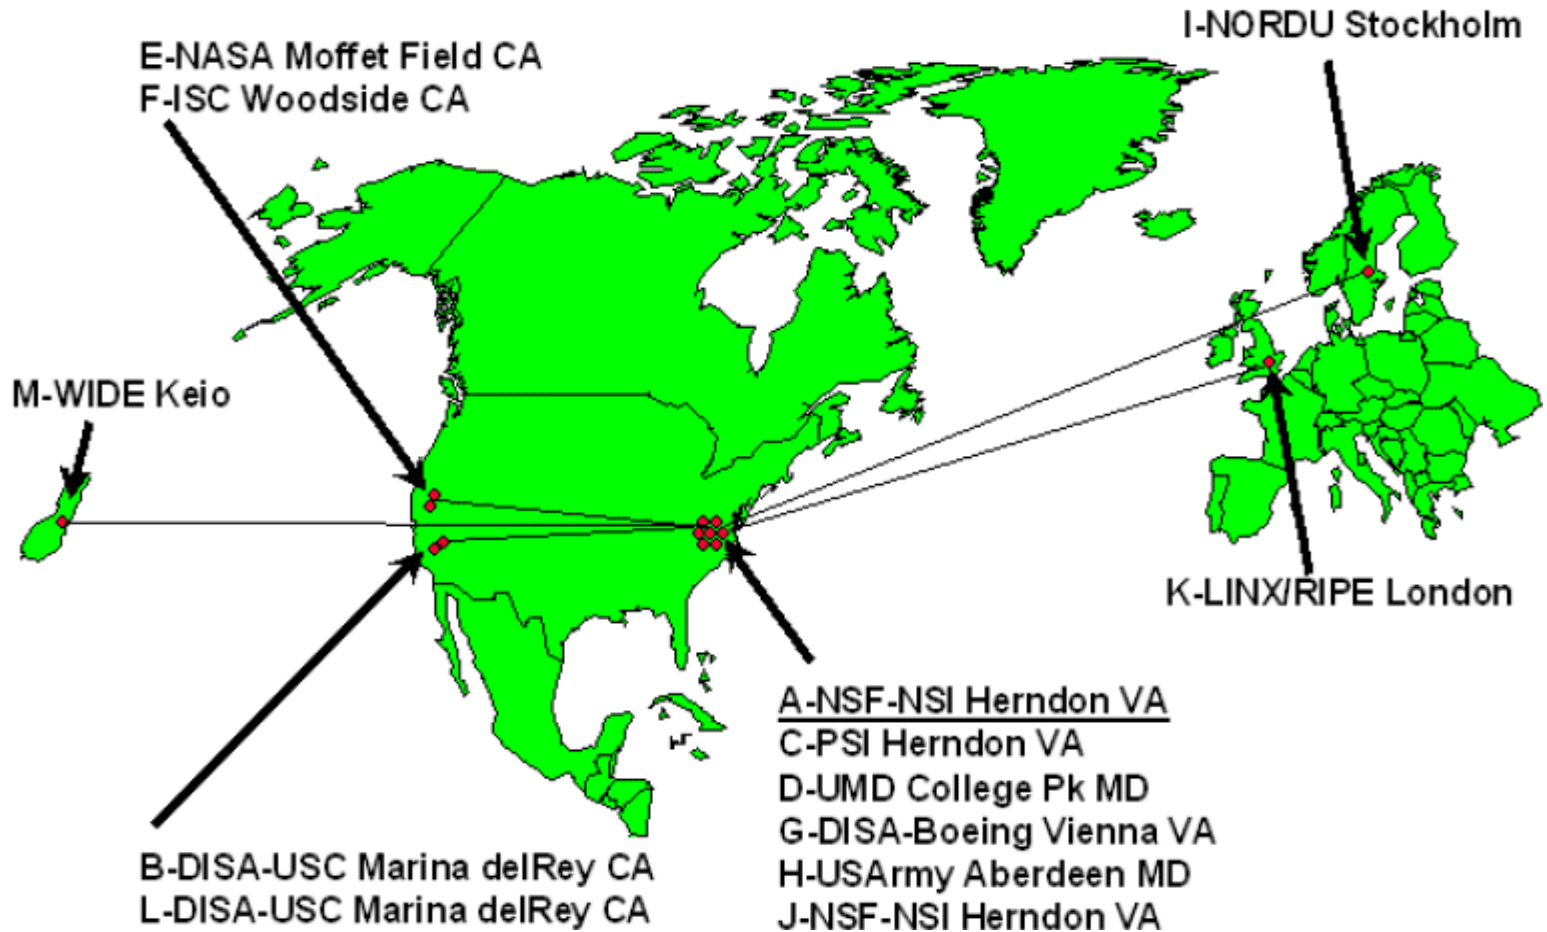 I-NORDU Stockholm
E-NASA Moffet Field CA
F-ISC Woodside CA
M-WIDE Keio
K-LINX/RIPE London
A-NSF-NSI Herndon VA
C-PSI Herndon VA
D-UMD College Pk MD
G-DISA-Boeing Vienna VA
H-USArmy Aberdeen MD
J-NSF-NSI Herndon VA
B-DISA-USC Marina delRey CA
L-DISA-USC Marina delRey CA